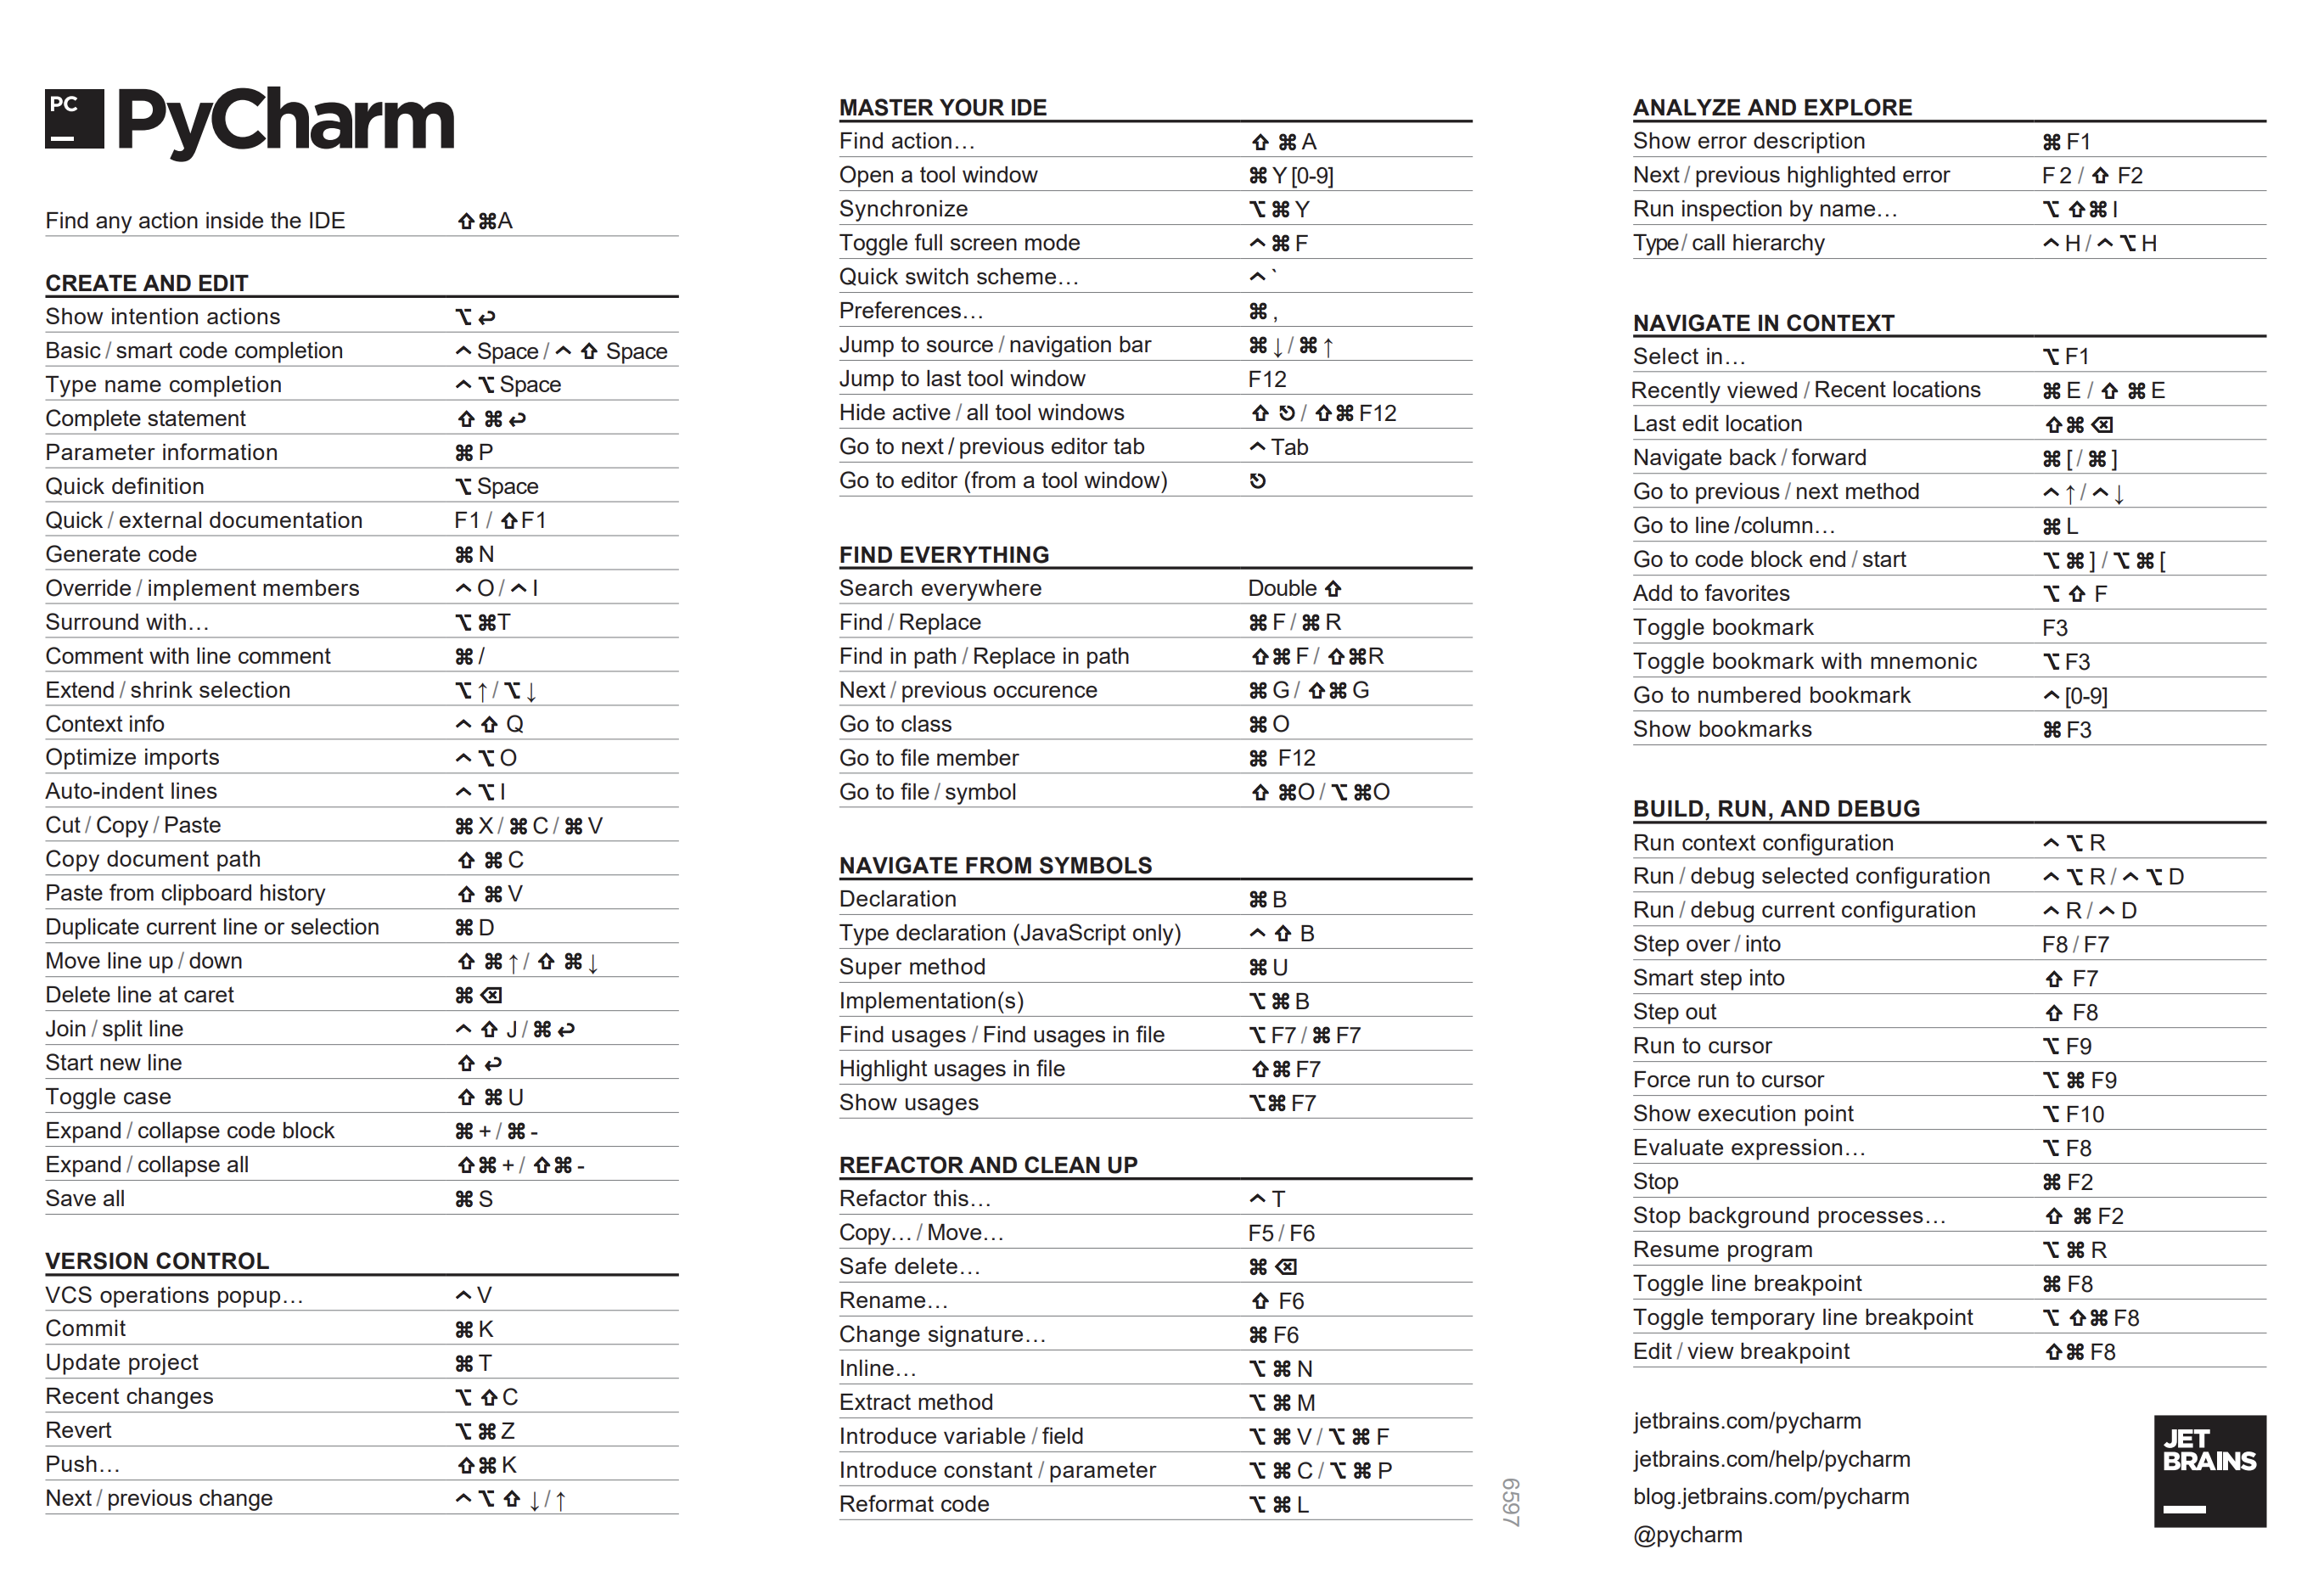 PC PyCharm
Find any action inside the IDE ⇧⌘A
CREATE AND EDIT
Show intention actions ⌥ ↩
Basic / smart code completion ⌃ Space / ⌃ ⇧ Space
Type name completion ⌃ ⌥ Space
Complete statement ⇧ ⌘ ↩
Parameter information ⌘ P
Quick definition ⌥ Space
Quick / external documentation F1 / ⇧F1
Generate code ⌘ N
Override / implement members ⌃ O / ⌃ I
Surround with… ⌥ ⌘T
Comment with line comment ⌘ /
Extend / shrink selection ⌥ ↑ / ⌥ ↓
Context info ⌃ ⇧ Q
Optimize imports ⌃ ⌥ O
Auto-indent lines ⌃ ⌥ I
Cut / Copy / Paste ⌘ X / ⌘ C / ⌘ V
Copy document path ⇧ ⌘ C
Paste from clipboard history ⇧ ⌘ V
Duplicate current line or selection ⌘ D
Move line up / down ⇧ ⌘ ↑ / ⇧ ⌘ ↓
Delete line at caret ⌘ ⌫
Join / split line ⌃ ⇧ J / ⌘ ↩
Start new line ⇧ ↩
Toggle case ⇧ ⌘ U
Expand / collapse code block ⌘ + / ⌘ -
Expand / collapse all ⇧⌘ + / ⇧⌘ -
Save all ⌘ S
VERSION CONTROL
VCS operations popup… ⌃ V
Commit ⌘ K
Update project ⌘ T
Recent changes ⌥ ⇧ C
Revert ⌥ ⌘ Z
Push… ⇧⌘ K
Next / previous change ⌃ ⌥ ⇧ ↓ / ↑
MASTER YOUR IDE
Find action… ⇧ ⌘ A
Open a tool window ⌘ Y [0-9]
Synchronize ⌥ ⌘ Y
Toggle full screen mode ⌃ ⌘ F
Quick switch scheme… ⌃ `
Preferences… ⌘ ,
Jump to source / navigation bar ⌘ ↓ / ⌘ ↑
Jump to last tool window F12
Hide active / all tool windows ⇧ ⎋ / ⇧⌘ F12
Go to next / previous editor tab ⌃ Tab
Go to editor (from a tool window) ⎋
FIND EVERYTHING
Search everywhere Double ⇧
Find / Replace ⌘ F / ⌘ R
Find in path / Replace in path ⇧⌘ F / ⇧⌘R
Next / previous occurence ⌘ G / ⇧⌘ G
Go to class ⌘ O
Go to file member ⌘ F12
Go to file / symbol ⇧ ⌘O / ⌥ ⌘O
NAVIGATE FROM SYMBOLS
Declaration ⌘ B
Type declaration (JavaScript only) ⌃ ⇧ B
Super method ⌘ U
Implementation(s) ⌥ ⌘ B
Find usages / Find usages in file ⌥ F7 / ⌘ F7
Highlight usages in file ⇧⌘ F7
Show usages ⌥⌘ F7
REFACTOR AND CLEAN UP
Refactor this… ⌃ T
Copy… / Move… F5 / F6
Safe delete… ⌘ ⌫
Rename… ⇧ F6
Change signature… ⌘ F6
Inline… ⌥ ⌘ N
Extract method ⌥ ⌘ M
Introduce variable / field ⌥ ⌘ V / ⌥ ⌘ F
Introduce constant / parameter ⌥ ⌘ C / ⌥ ⌘ P
Reformat code ⌥ ⌘ L
6597
ANALYZE AND EXPLORE
Show error description ⌘ F1
Next / previous highlighted error F 2 / ⇧ F2
Run inspection by name… ⌥ ⇧⌘ I
Type / call hierarchy ⌃ H / ⌃ ⌥ H
NAVIGATE IN CONTEXT
Select in… ⌥ F1
Recently viewed / Recent locations ⌘ E / ⇧ ⌘ E
Last edit location ⇧⌘ ⌫
Navigate back / forward ⌘ [ / ⌘ ]
Go to previous / next method ⌃ ↑ / ⌃ ↓
Go to line /column… ⌘ L
Go to code block end / start ⌥ ⌘ ] / ⌥ ⌘ [
Add to favorites ⌥ ⇧ F
Toggle bookmark F3
Toggle bookmark with mnemonic ⌥ F3
Go to numbered bookmark ⌃ [0-9]
Show bookmarks ⌘ F3
BUILD, RUN, AND DEBUG
Run context configuration ⌃ ⌥ R
Run / debug selected configuration ⌃ ⌥ R / ⌃ ⌥ D
Run / debug current configuration ⌃ R / ⌃ D
Step over / into F8 / F7
Smart step into ⇧ F7
Step out ⇧ F8
Run to cursor ⌥ F9
Force run to cursor ⌥ ⌘ F9
Show execution point ⌥ F10
Evaluate expression… ⌥ F8
Stop ⌘ F2
Stop background processes… ⇧ ⌘ F2
Resume program ⌥ ⌘ R
Toggle line breakpoint ⌘ F8
Toggle temporary line breakpoint ⌥ ⇧⌘ F8
Edit / view breakpoint ⇧⌘ F8
jetbrains.com/pycharm
jetbrains.com/help/pycharm
blog.jetbrains.com/pycharm
@pycharm
JET
BRAINS